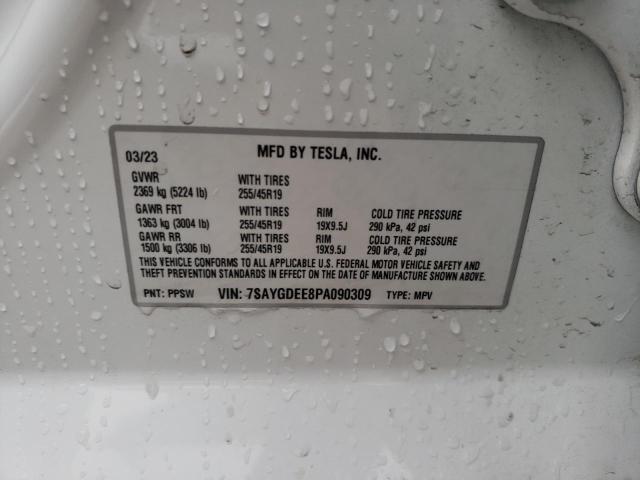 03/23 MFD BY TESLA, INC.
GVWR WITH TIRES
2369 kg (5224 lb) 255/45R19
GAWR FRT WITH TIRES RIM COLD TIRE PRESSURE
1363 kg (3004 lb) 255/45R19 19X9.5J 290 kPa, 42 psi
GAWR RR WITH TIRES RIM COLD TIRE PRESSURE
1500 kg (3306 lb) 255/45R19 19X9.5J 290 kPa, 42 psi
THIS VEHICLE CONFORMS TO ALL APPLICABLE U.S. FEDERAL MOTOR VEHICLE SAFETY AND
THEFT PREVENTION STANDARDS IN EFFECT ON THE DATE OF MANUFACTURE SHOWN ABOVE.
PNT: PPSW VIN: 7SAYGDEE8PA090309 TYPE: MPV